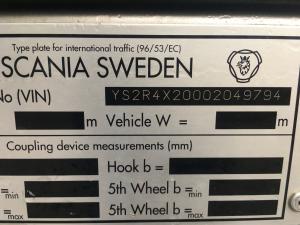 Type plate for international traffic (96/53/EC)
SCANIA SWEDEN
No (VIN) YS2R4X20002049794
m Vehicle W = m
Coupling device measurements (mm)
= Hook b =
=min 5th Wheel b =min
=max 5th Wheel b =max